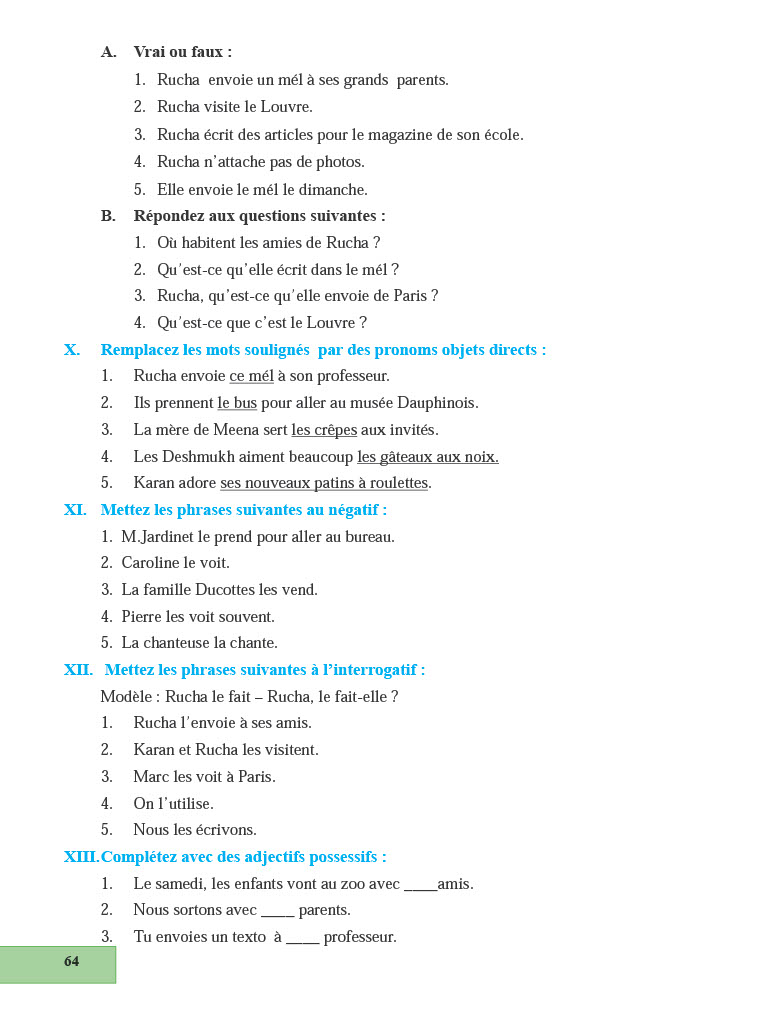 A. Vrai ou faux :
1. Rucha envoie un mél à ses grands parents.
2. Rucha visite le Louvre.
3. Rucha écrit des articles pour le magazine de son école.
4. Rucha n'attache pas de photos.
5. Elle envoie le mél le dimanche.
B. Répondez aux questions suivantes :
1. Où habitent les amies de Rucha ?
2. Qu'est-ce qu'elle écrit dans le mél ?
3. Rucha, qu'est-ce qu'elle envoie de Paris ?
4. Qu'est-ce que c'est le Louvre ?
X. Remplacez les mots soulignés par des pronoms objets directs :
1. Rucha envoie ce mél à son professeur.
2. Ils prennent le bus pour aller au musée Dauphinois.
3. La mère de Meena sert les crêpes aux invités.
4. Les Deshmukh aiment beaucoup les gâteaux aux noix.
5. Karan adore ses nouveaux patins à roulettes.
XI. Mettez les phrases suivantes au négatif :
1. M.Jardinet le prend pour aller au bureau.
2. Caroline le voit.
3. La famille Ducottes les vend.
4. Pierre les voit souvent.
5. La chanteuse la chante.
XII. Mettez les phrases suivantes à l'interrogatif :
Modèle : Rucha le fait – Rucha, le fait-elle ?
1. Rucha l'envoie à ses amis.
2. Karan et Rucha les visitent.
3. Marc les voit à Paris.
4. On l'utilise.
5. Nous les écrivons.
XIII.Complétez avec des adjectifs possessifs :
1. Le samedi, les enfants vont au zoo avec ____amis.
2. Nous sortons avec ____ parents.
3. Tu envoies un texto à ____ professeur.
64